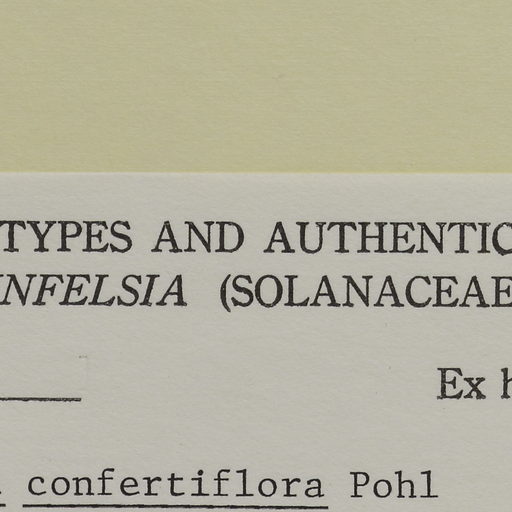 TYPES AND AUTHENTIC
NFELSIA (SOLANACEAE
Ex h
confertiflora Pohl